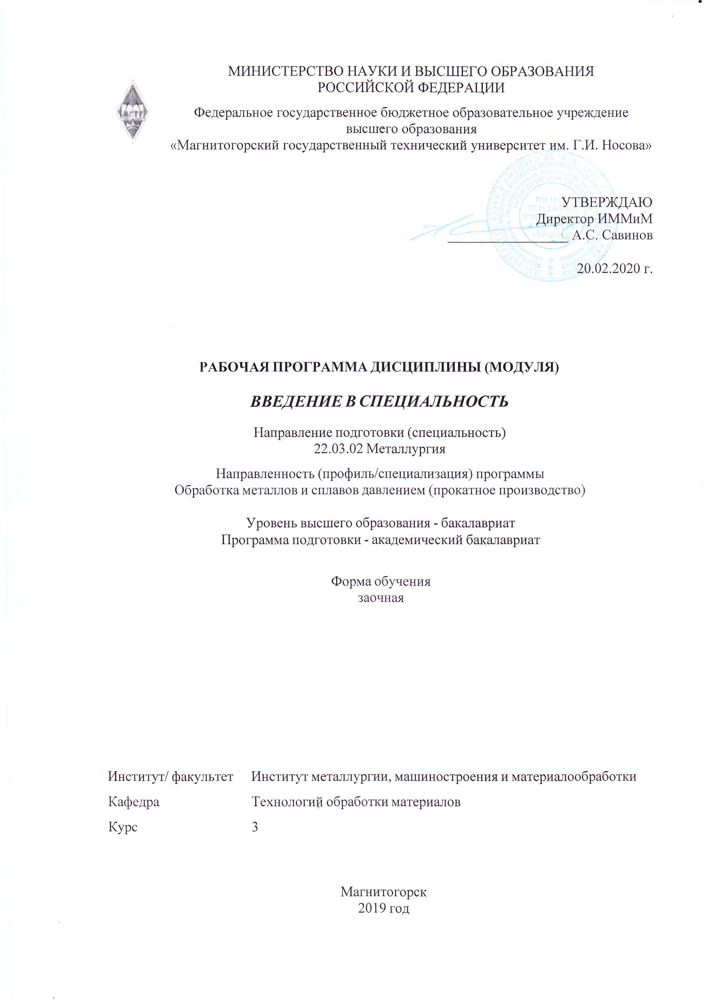 МИНИСТЕРСТВО НАУКИ И ВЫСШЕГО ОБРАЗОВАНИЯ
РОССИЙСКОЙ ФЕДЕРАЦИИ
Федеральное государственное бюджетное образовательное учреждение
высшего образования
«Магнитогорский государственный технический университет им. Г.И. Носова»
УТВЕРЖДАЮ
Директор ИММиМ
А.С. Савинов
20.02.2020 г.
РАБОЧАЯ ПРОГРАММА ДИСЦИПЛИНЫ (МОДУЛЯ)
ВВЕДЕНИЕ В СПЕЦИАЛЬНОСТЬ
Направление подготовки (специальность)
22.03.02 Металлургия
Направленность (профиль/специализация) программы
Обработка металлов и сплавов давлением (прокатное производство)
Уровень высшего образования - бакалавриат
Программа подготовки - академический бакалавриат
Форма обучения
заочная
Институт/ факультет Институт металлургии, машиностроения и материалообработки
Кафедра Технологий обработки материалов
Курс 3
Магнитогорск
2019 год